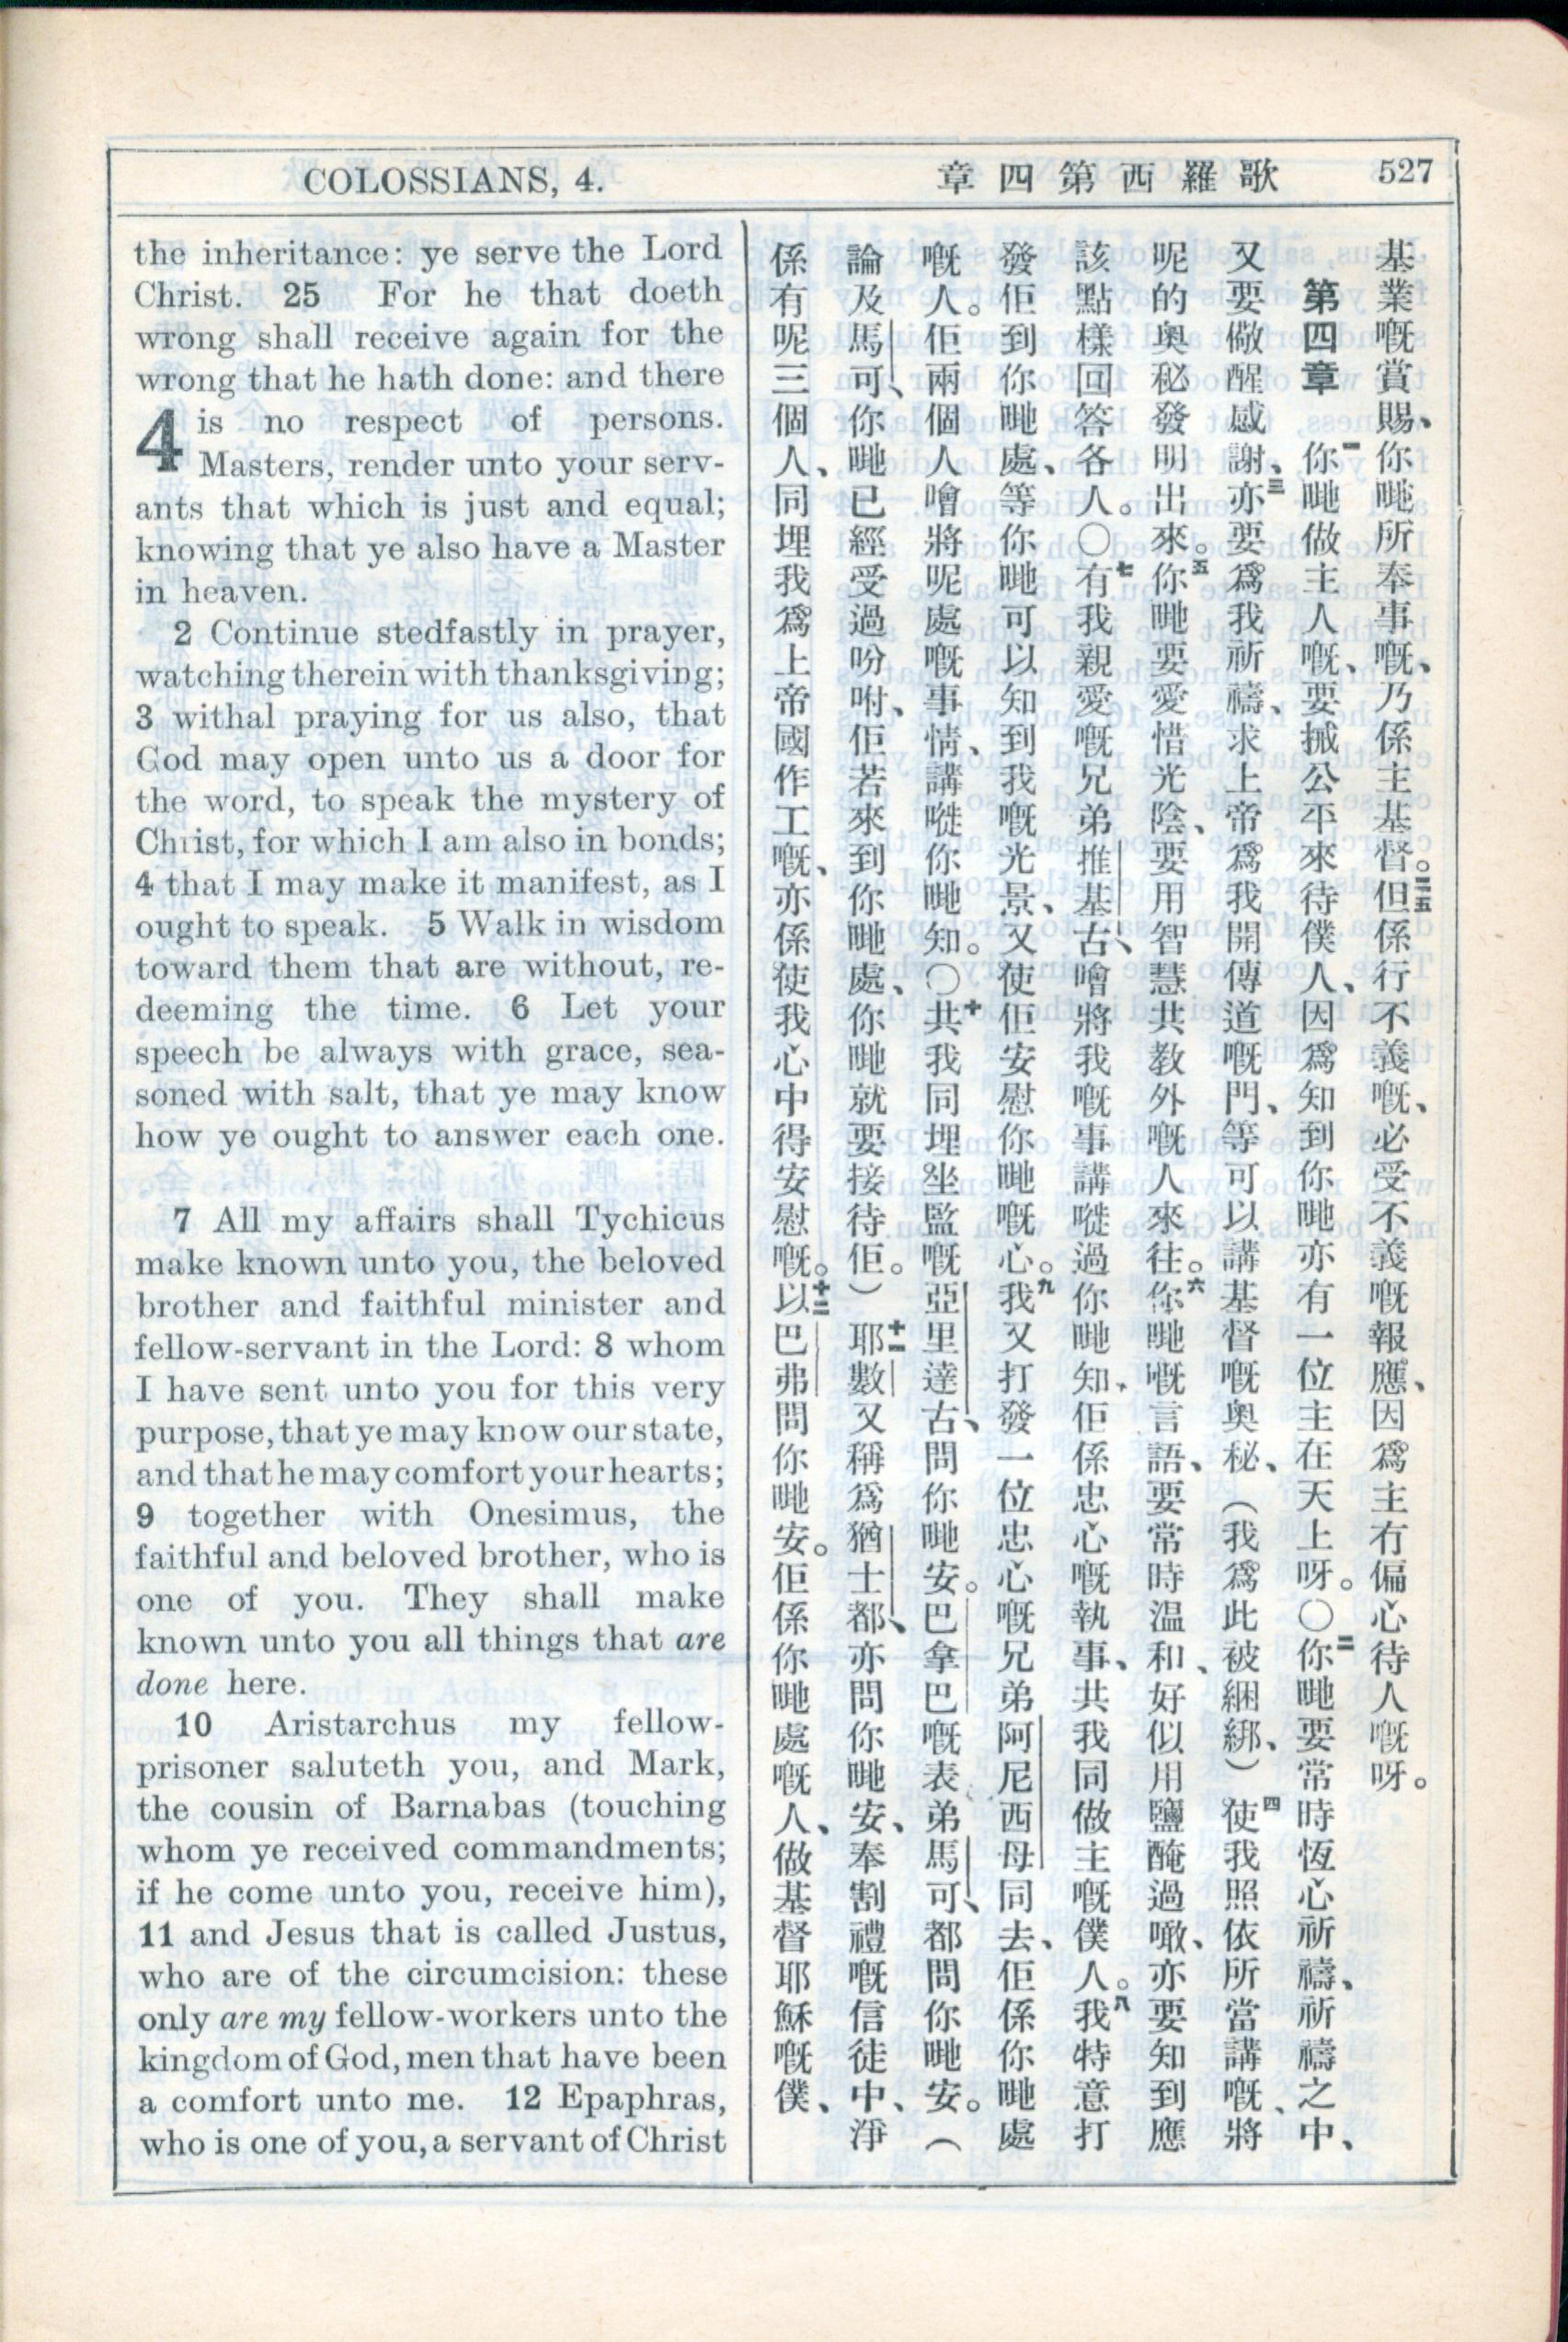 COLOSSIANS, 4.
章四第西羅歌
527
the inheritance: ye serve the Lord
Christ. 25 For he that doeth
wrong shall receive again for the
wrong that he hath done: and there
4 is no respect of persons.
Masters, render unto your serv-
ants that which is just and equal;
knowing that ye also have a Master
in heaven.
2 Continue stedfastly in prayer,
watching therein with thanksgiving;
3 withal praying for us also, that
God may open unto us a door for
the word, to speak the mystery of
Christ, for which I am also in bonds;
4 that I may make it manifest, as I
ought to speak. 5 Walk in wisdom
toward them that are without, re-
deeming the time. 6 Let your
speech be always with grace, sea-
soned with salt, that ye may know
how ye ought to answer each one.
7 All my affairs shall Tychicus
make known unto you, the beloved
brother and faithful minister and
fellow-servant in the Lord: 8 whom
I have sent unto you for this very
purpose, that ye may know our state,
and that he may comfort your hearts;
9 together with Onesimus, the
faithful and beloved brother, who is
one of you. They shall make
known unto you all things that are
done here.
10 Aristarchus my fellow-
prisoner saluteth you, and Mark,
the cousin of Barnabas (touching
whom ye received commandments;
if he come unto you, receive him),
11 and Jesus that is called Justus,
who are of the circumcision: these
only are my fellow-workers unto the
kingdom of God, men that have been
a comfort unto me. 12 Epaphras,
who is one of you, a servant of Christ
基業嘅賞賜、你哋所奉事嘅、乃係主基督。二五但係行不義嘅、必受不義嘅報應、因爲主冇偏心待人嘅呀。
第四章 一你哋做主人嘅、要搣公平來待僕人、因爲知到你哋亦有一位主在天上呀。〇二你哋要常時恆心祈禱、祈禱之中、
又要儆醒感謝、三亦要爲我祈禱、求上帝爲我開傳道嘅門、等可以講基督嘅奧秘、（我爲此被綑綁、）四使我照依所當講嘅、將
呢的奧秘發明出來。五你哋要愛惜光陰、要用智慧共教外嘅人來往。六你哋嘅言語、要常時温和、好似用鹽醃過噉、亦要知到應
該點樣回答各人。〇七有我親愛嘅兄弟推基古、噲將我嘅事講嘥過你哋知、佢係忠心嘅執事、共我同做主嘅僕人。八我特意打
發佢到你哋處、等你哋可以知到我嘅光景、又使佢安慰你哋嘅心。九我又打發一位忠心嘅兄弟阿尼西母同去、佢係你哋處
嘅人。佢兩個人噲將呢處嘅事情、講嘥你哋知。〇十共我同埋坐監嘅亞里達古、問你哋安。巴拿巴嘅表弟馬可、都問你哋安。（
論及馬可、你哋已經受過吩咐、佢若來到你哋處、你哋就要接待佢。）十一耶數又稱爲猶士都、亦問你哋安、奉割禮嘅信徒中、淨
係有呢三個人、同埋我爲上帝國作工嘅、亦係使我心中得安慰嘅。十二以巴弗問你哋安。佢係你哋處嘅人、做基督耶穌嘅僕、